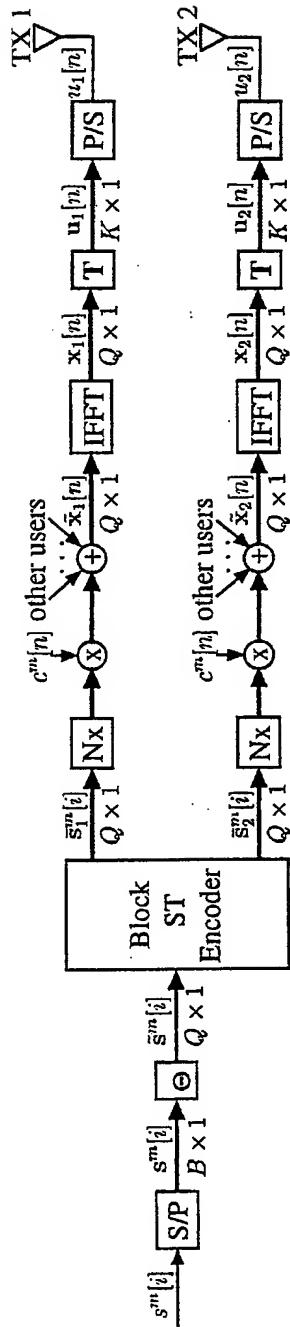 s^m[i]
S/P
s^m[i]
B × 1
Θ
s̃^m[i]
Q × 1
Block
ST
Encoder
s̄₁^m[i]
Q × 1
Nx
c^m[n]
x
other users
...
+
x̃₁[n]
Q × 1
IFFT
x₁[n]
Q × 1
T
u₁[n]
K × 1
P/S
u₁[n]
TX 1
s̄₂^m[i]
Q × 1
Nx
c^m[n]
x
other users
...
+
x̃₂[n]
Q × 1
IFFT
x₂[n]
Q × 1
T
u₂[n]
K × 1
P/S
u₂[n]
TX 2